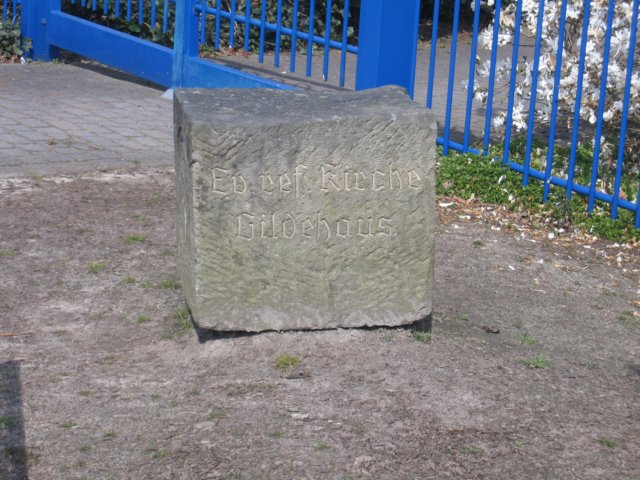 Ev ref. Kirche
Gildehaus